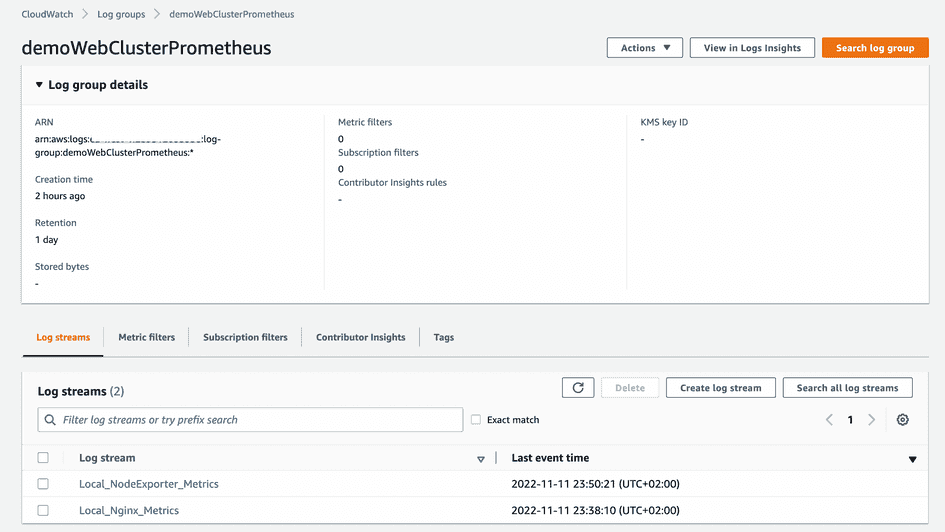 CloudWatch > Log groups > demoWebClusterPrometheus
demoWebClusterPrometheus
Actions ▼ View in Logs Insights Search log group
▼ Log group details
ARN
arn:aws:logs: :log-
group:demoWebClusterPrometheus:*
Creation time
2 hours ago
Retention
1 day
Stored bytes
-
Metric filters
0
Subscription filters
0
Contributor Insights rules
-
KMS key ID
-
Log streams Metric filters Subscription filters Contributor Insights Tags
Log streams (2)
Delete Create log stream Search all log streams
Filter log streams or try prefix search Exact match < 1 >
Log stream Last event time
Local_NodeExporter_Metrics 2022-11-11 23:50:21 (UTC+02:00)
Local_Nginx_Metrics 2022-11-11 23:38:10 (UTC+02:00)